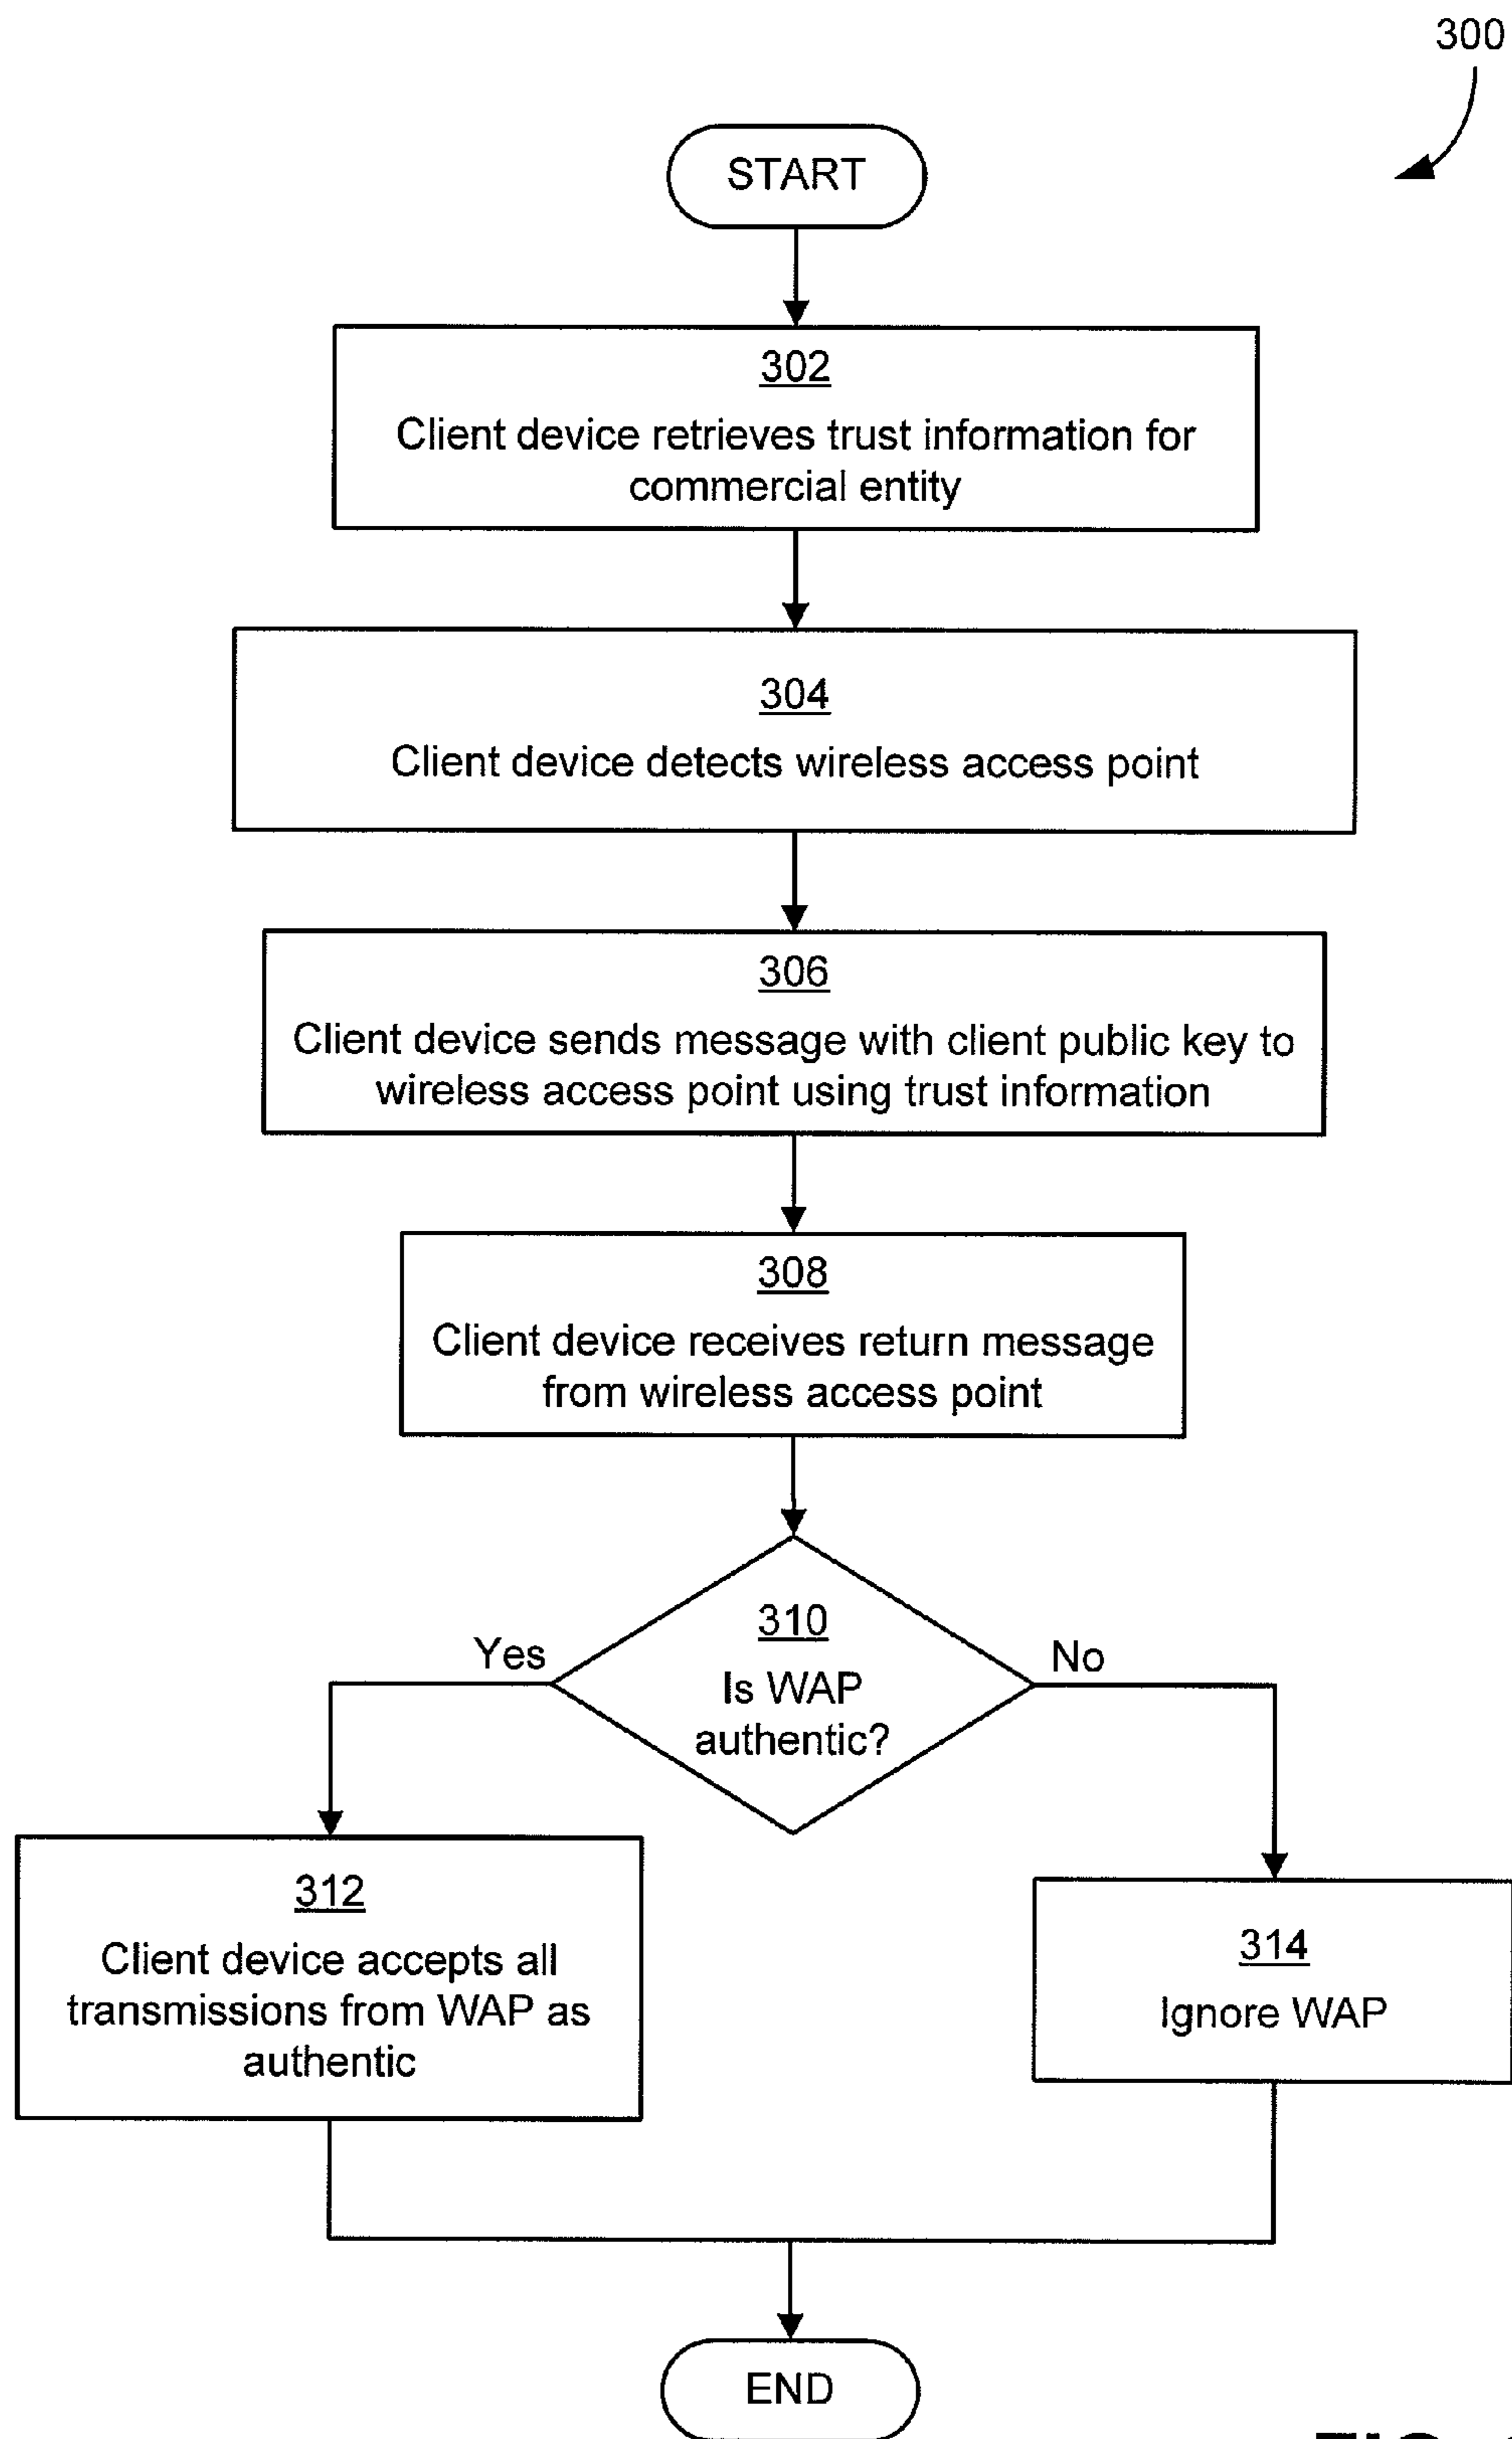 300
START
302
Client device retrieves trust information for
commercial entity
304
Client device detects wireless access point
306
Client device sends message with client public key to
wireless access point using trust information
308
Client device receives return message
from wireless access point
310
Is WAP
authentic?
Yes
No
312
Client device accepts all
transmissions from WAP as
authentic
314
Ignore WAP
END